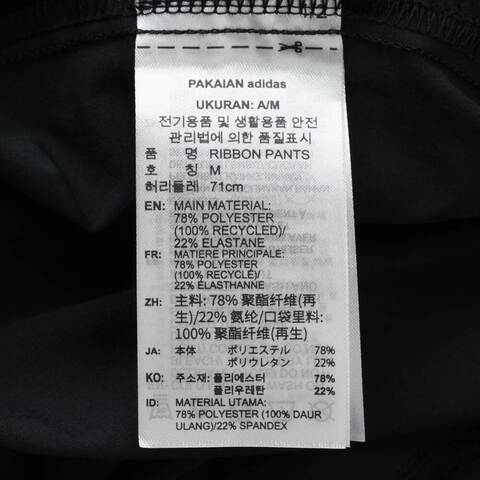 PAKAIAN adidas
UKURAN: A/M
전기용품 및 생활용품 안전
관리법에 의한 품질표시
품 명 RIBBON PANTS
호 칭 M
허리둘레 71cm
EN: MAIN MATERIAL:
78% POLYESTER
(100% RECYCLED)/
22% ELASTANE
FR: MATIERE PRINCIPALE:
78% POLYESTER
(100% RECYCLÉ)/
22% ÉLASTHANNE
ZH: 主料: 78% 聚酯纤维(再
生)/22% 氨纶/口袋里料:
100% 聚酯纤维(再生)
JA: 本体 ポリエステル 78%
ポリウレタン 22%
KO: 주소재: 폴리에스터 78%
폴리우레탄 22%
ID: MATERIAL UTAMA:
78% POLYESTER (100% DAUR
ULANG)/22% SPANDEX